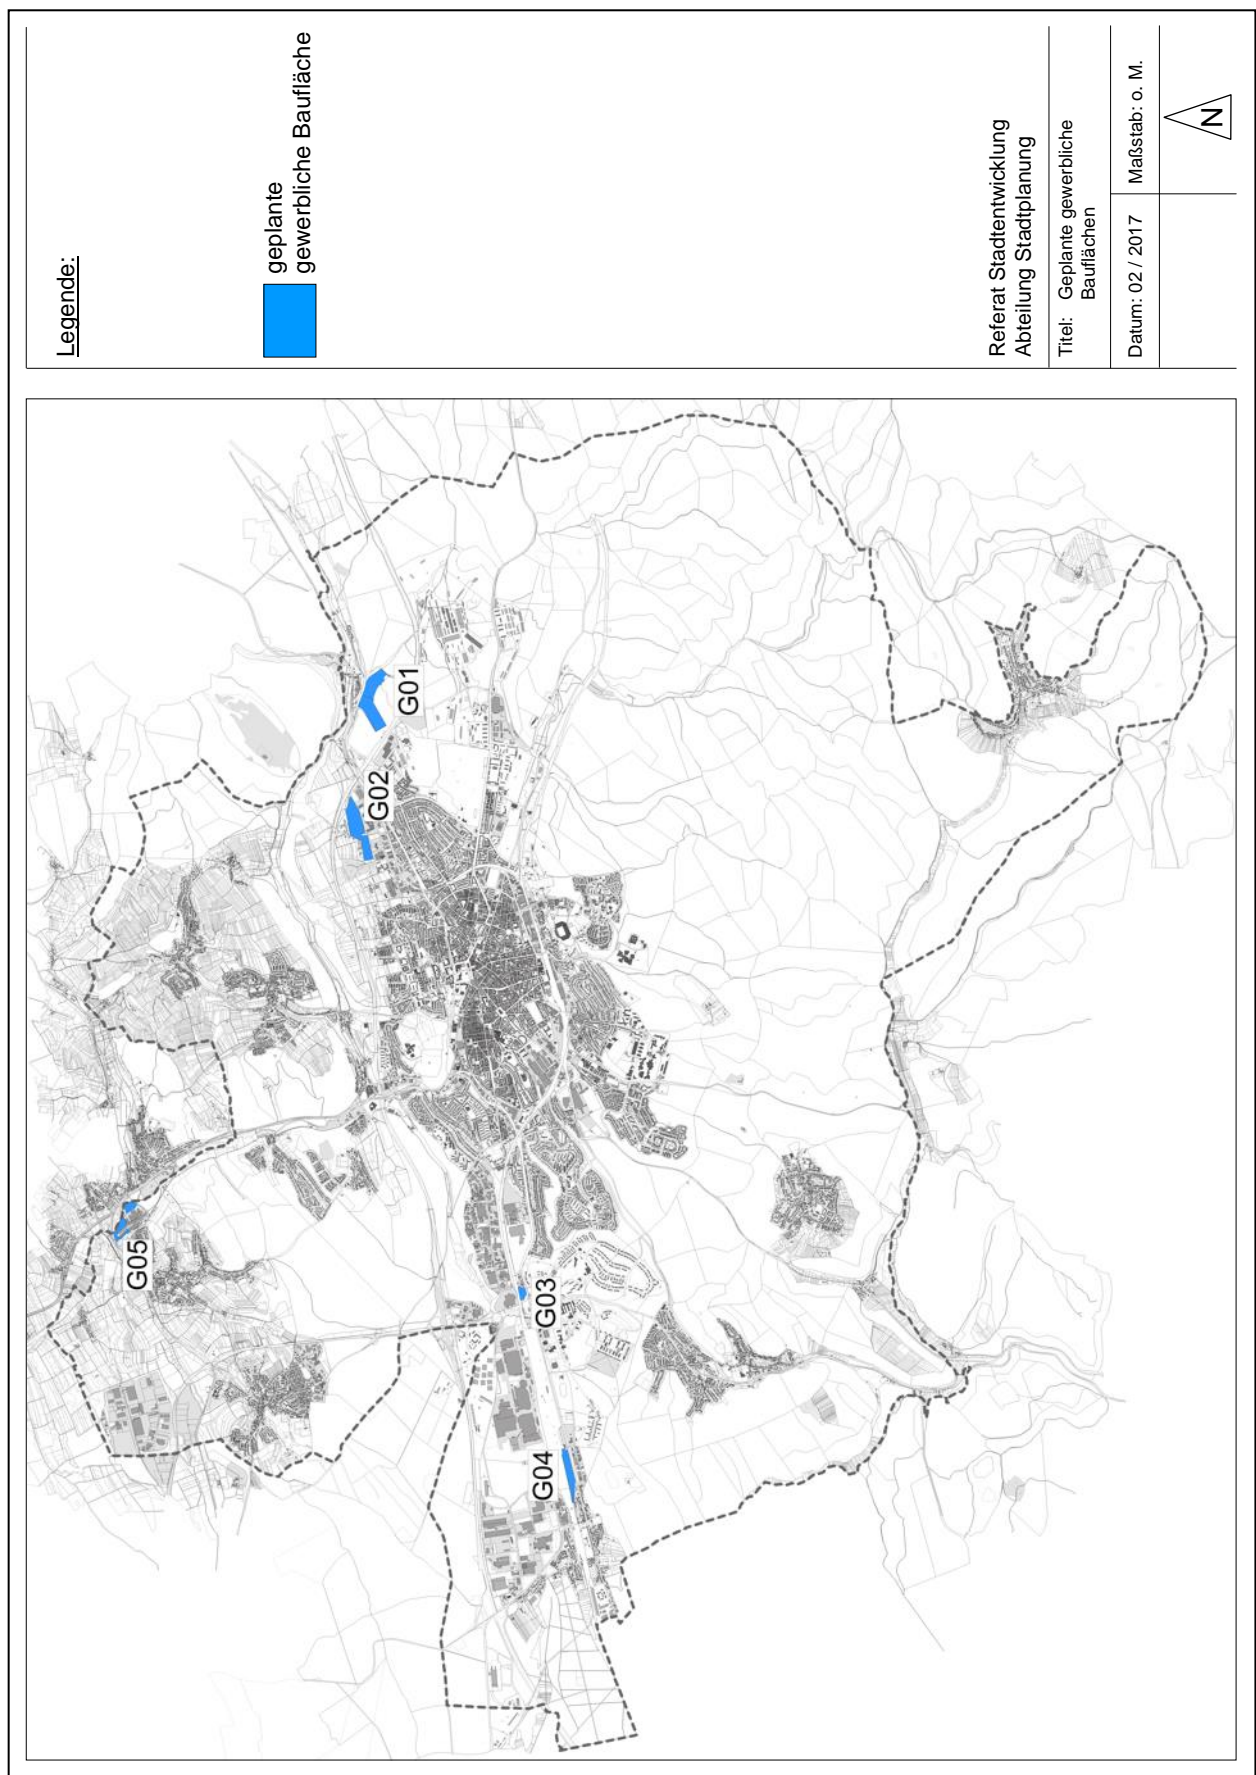 Legende:
geplante
gewerbliche Baufläche
G05
G02
G01
G03
G04
Referat Stadtentwicklung
Abteilung Stadtplanung
Titel: Geplante gewerbliche
Bauflächen
Datum: 02 / 2017 Maßstab: o. M.
N